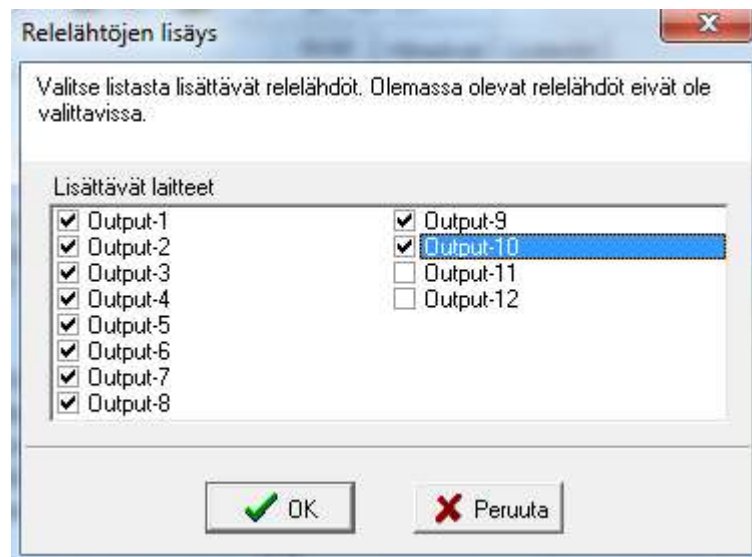 Relelähtöjen lisäys
Valitse listasta lisättävät relelähdöt. Olemassa olevat relelähdöt eivät ole
valittavissa.
Lisättävät laitteet
Output-1
Output-2
Output-3
Output-4
Output-5
Output-6
Output-7
Output-8
Output-9
Output-10
Output-11
Output-12
OK
Peruuta